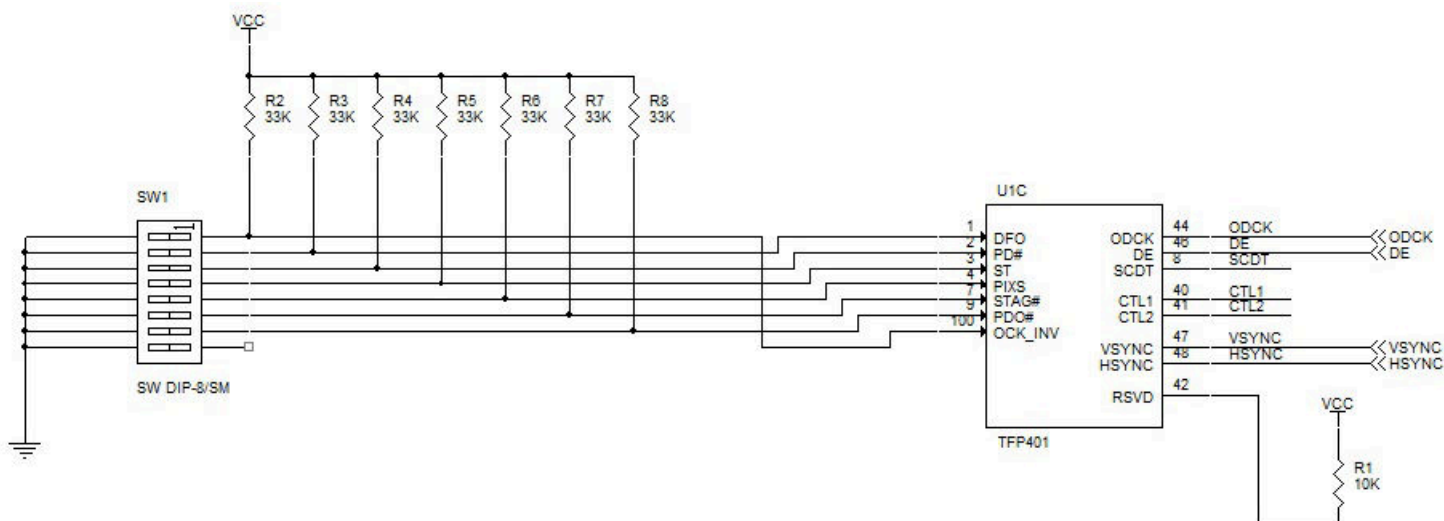 VCC
R2
33K
R3
33K
R4
33K
R5
33K
R6
33K
R7
33K
R8
33K
SW1
1
SW DIP-8/SM
U1C
1
2
3
4
7
9
100
DFO
PD#
ST
PIXS
STAG#
PDO#
OCK_INV
ODCK
DE
SCDT
CTL1
CTL2
VSYNC
HSYNC
RSVD
TFP401
44
46
8
40
41
47
48
42
ODCK
DE
SCDT
CTL1
CTL2
VSYNC
HSYNC
ODCK
DE
VSYNC
HSYNC
VCC
R1
10K